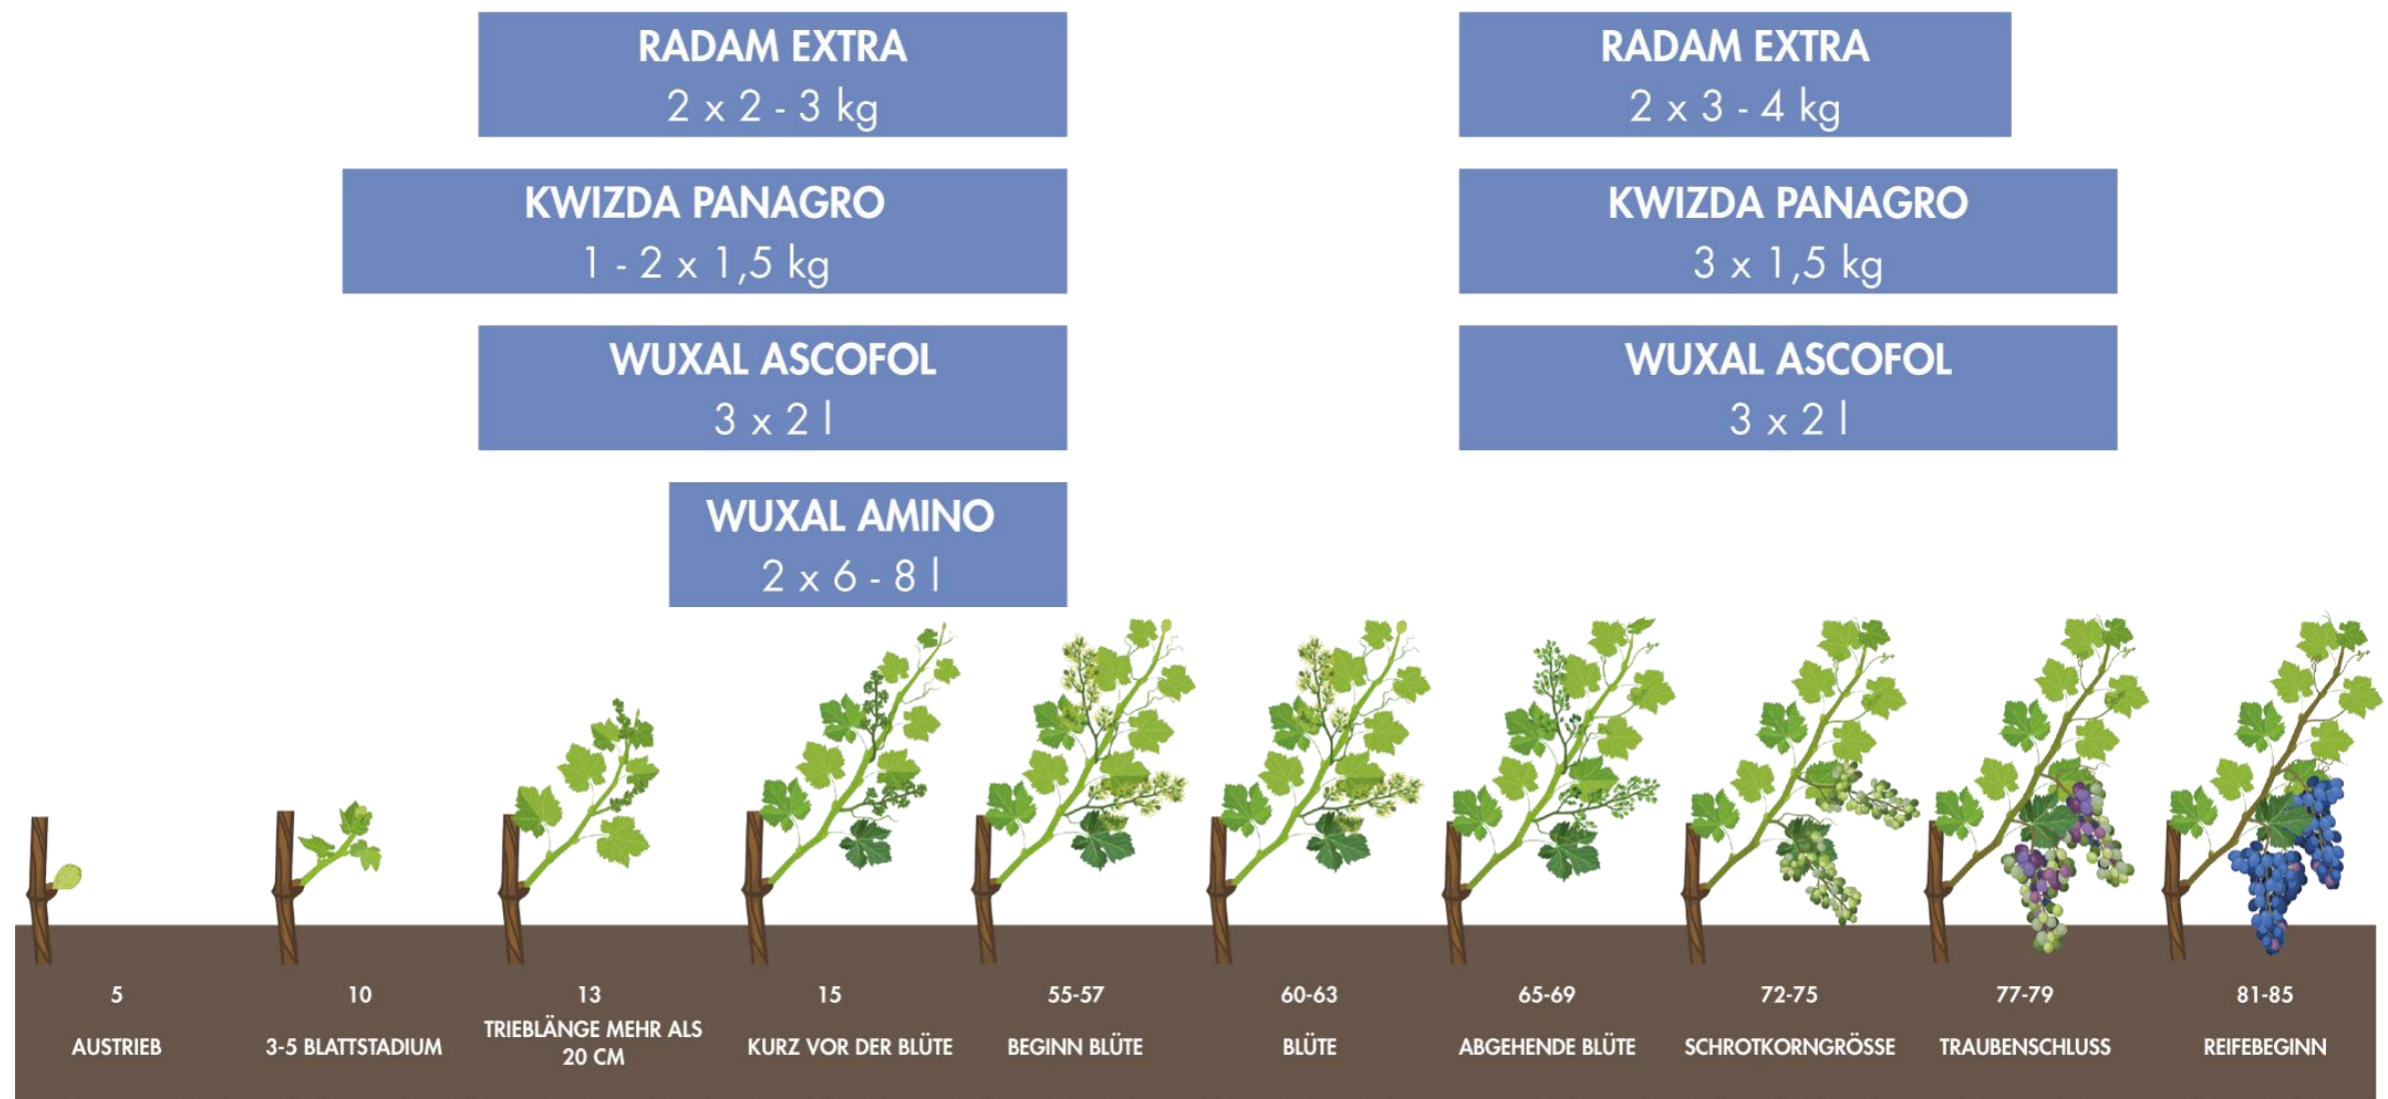 RADAM EXTRA
2 x 2 - 3 kg
RADAM EXTRA
2 x 3 - 4 kg
KWIZDA PANAGRO
1 - 2 x 1,5 kg
KWIZDA PANAGRO
3 x 1,5 kg
WUXAL ASCOFOL
3 x 2 l
WUXAL ASCOFOL
3 x 2 l
WUXAL AMINO
2 x 6 - 8 l
5
AUSTRIEB
10
3-5 BLATTSTADIUM
13
TRIEBLÄNGE MEHR ALS
20 CM
15
KURZ VOR DER BLÜTE
55-57
BEGINN BLÜTE
60-63
BLÜTE
65-69
ABGEHENDE BLÜTE
72-75
SCHROTKORNGRÖSSE
77-79
TRAUBENSCHLUSS
81-85
REIFEBEGINN